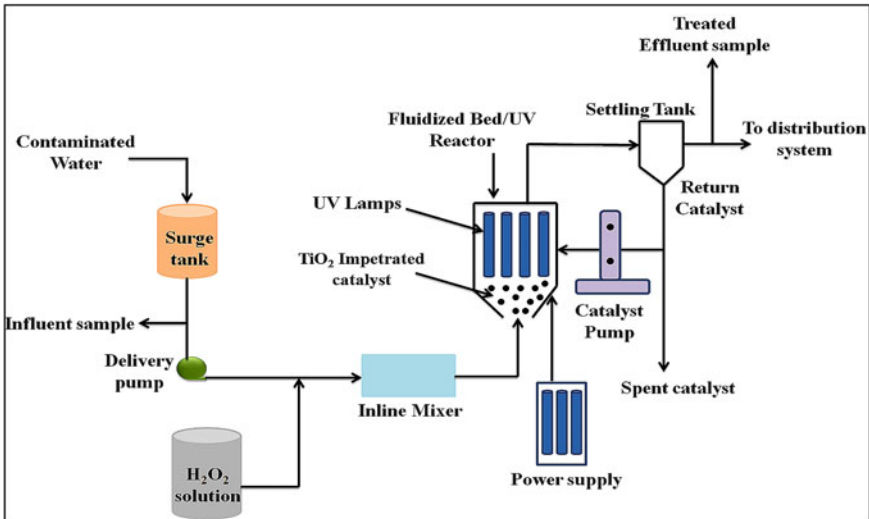 Treated
Effluent sample
Contaminated
Water
Fluidized Bed/UV
Reactor
Settling Tank
To distribution
system
UV Lamps
Return
Catalyst
Surge
tank
TiO₂ Impetrated
catalyst
Influent sample
Catalyst
Pump
Delivery
pump
Inline Mixer
Spent catalyst
H₂O₂
solution
Power supply